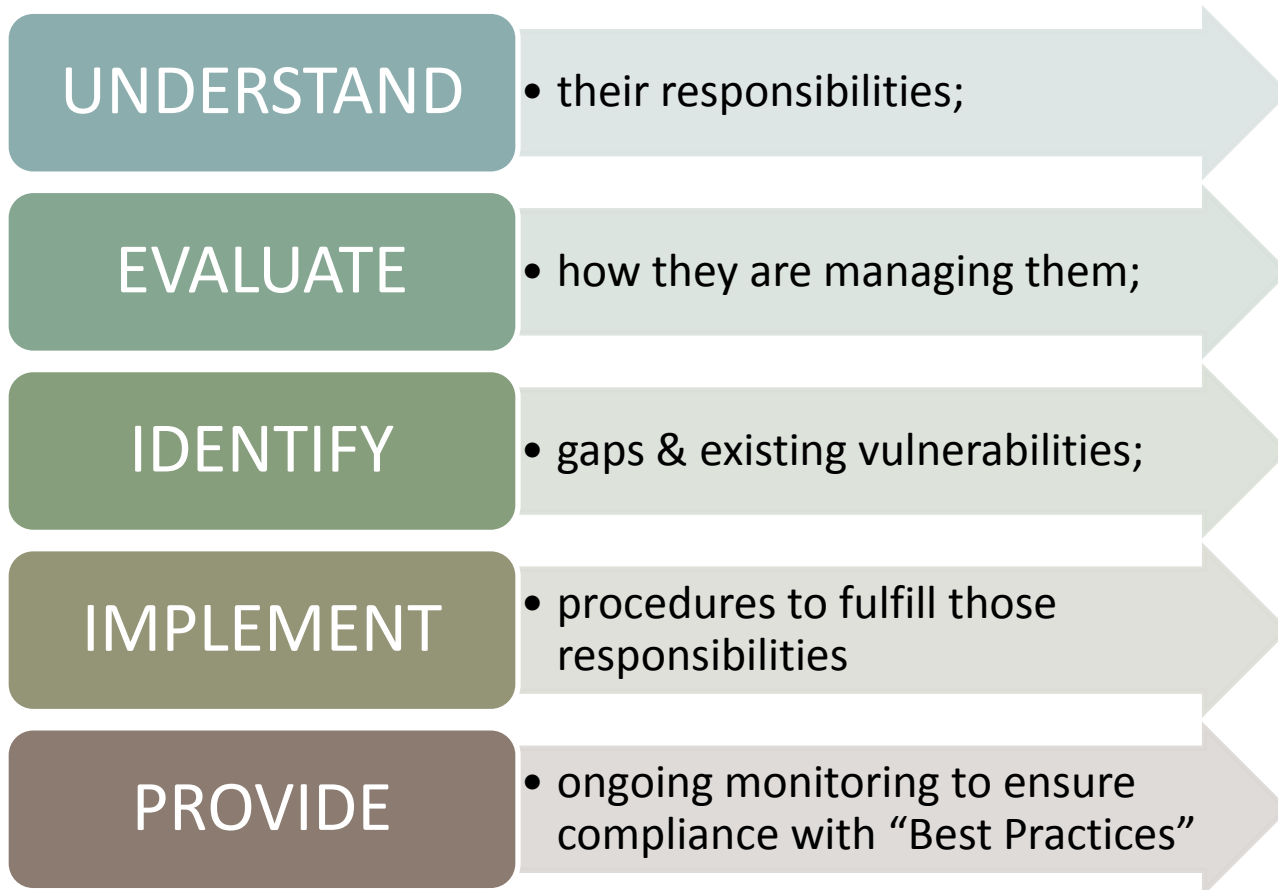 UNDERSTAND
• their responsibilities;
EVALUATE
• how they are managing them;
IDENTIFY
• gaps & existing vulnerabilities;
IMPLEMENT
• procedures to fulfill those
responsibilities
PROVIDE
• ongoing monitoring to ensure
compliance with “Best Practices”